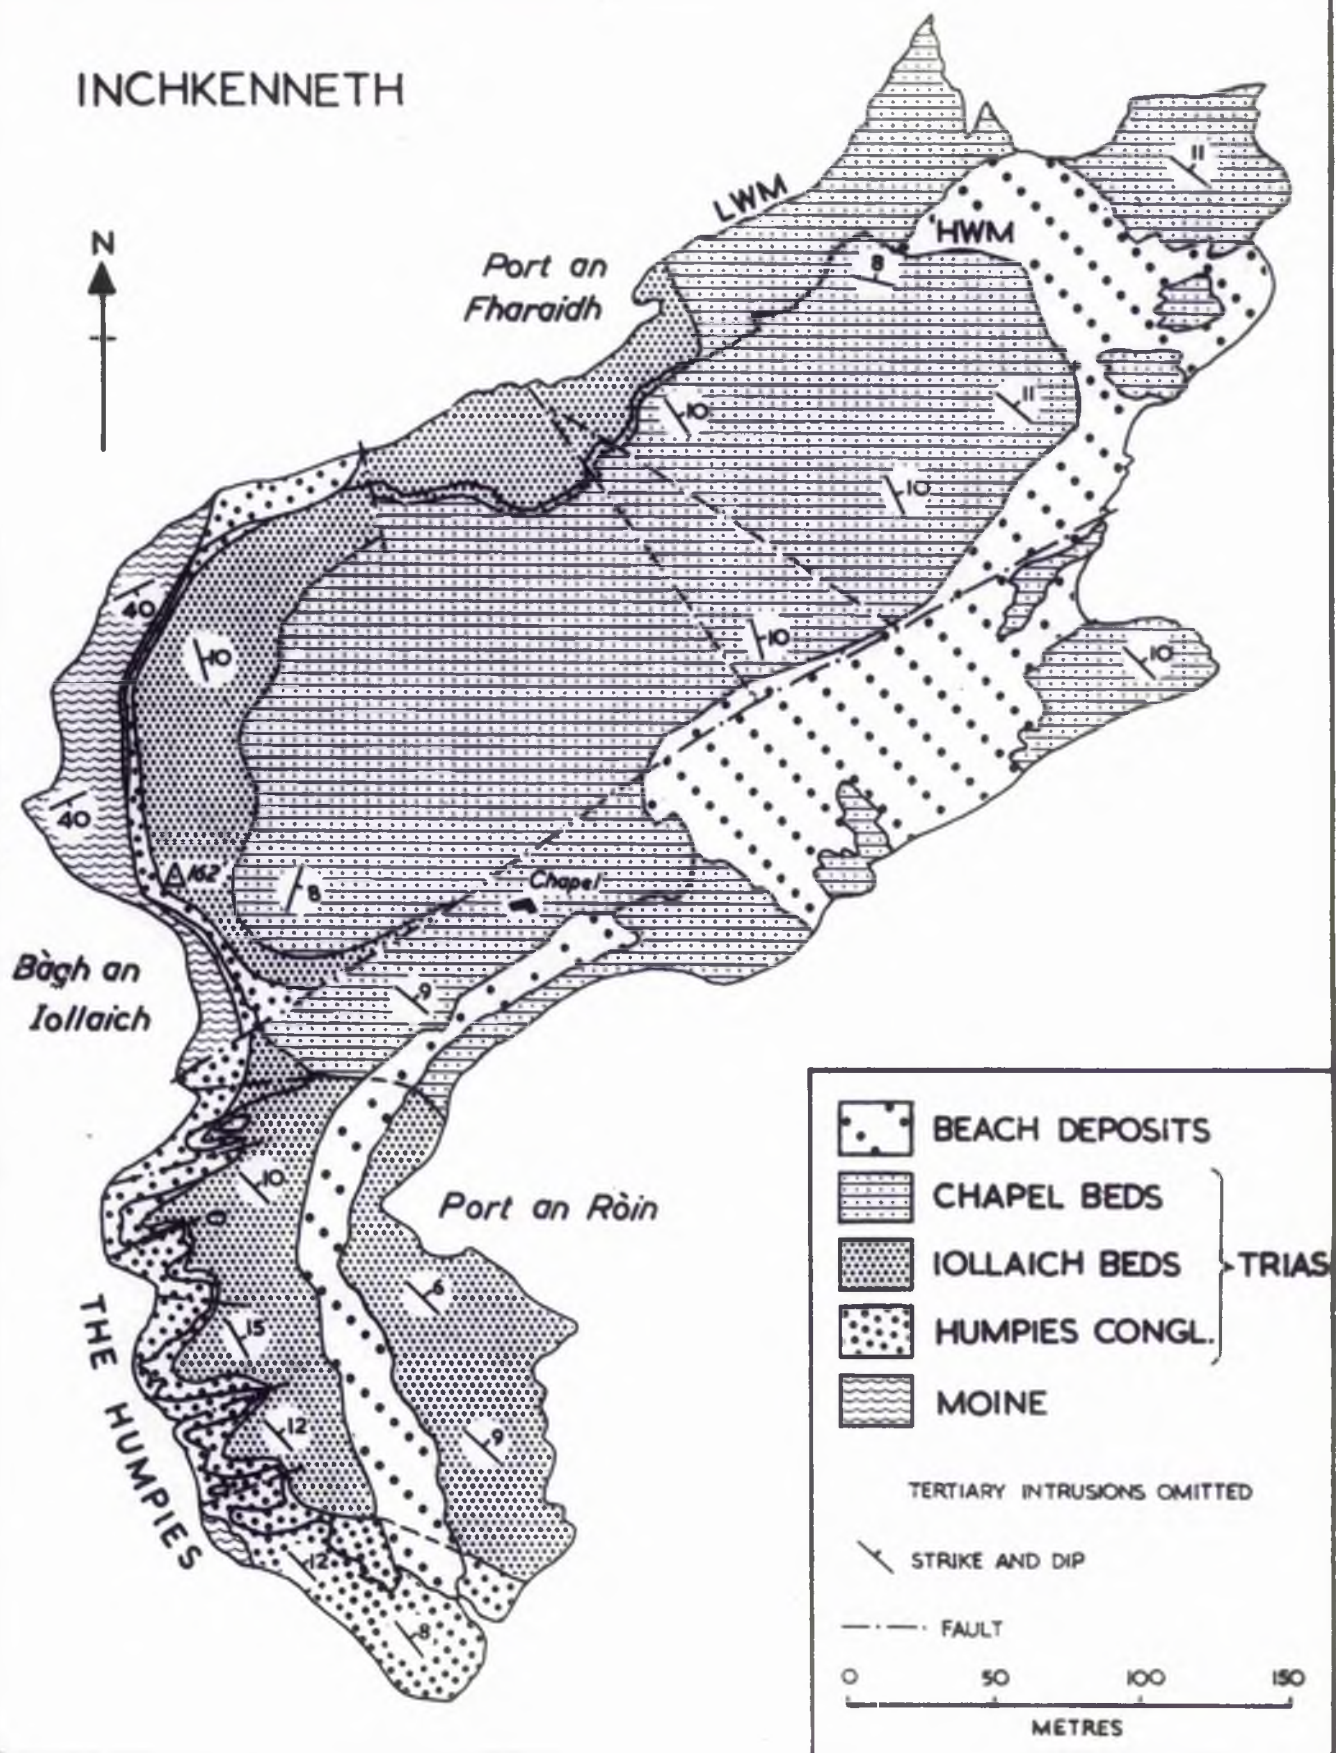 INCHKENNETH
N
LWM
11
HWM
8
Port an
Fharaidh
11
10
10
40
10
10
10
40
162
8
Chapel
Bàgh an
Iollaich
9
10
Port an Ròin
6
15
THE HUMPIES
12
9
12
8
BEACH DEPOSITS
CHAPEL BEDS
IOLLAICH BEDS
TRIAS
HUMPIES CONGL.
MOINE
TERTIARY INTRUSIONS OMITTED
STRIKE AND DIP
FAULT
0 50 100 150
METRES